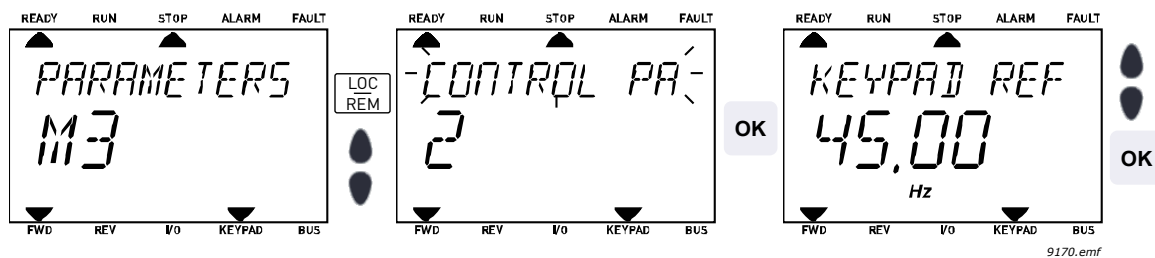 READY RUN STOP ALARM FAULT
PARAMETERS
M3
FWD REV I/O KEYPAD BUS
LOC
REM
READY RUN STOP ALARM FAULT
CONTROL PA
2
FWD REV I/O KEYPAD BUS
OK
READY RUN STOP ALARM FAULT
KEYPAD REF
45.00
Hz
FWD REV I/O KEYPAD BUS
OK
9170.emf